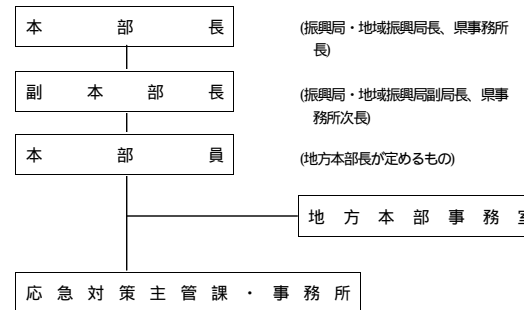 本部長
(振興局・地域振興局長、県事務所
長)
副本部長
(振興局・地域振興局副局長、県事
務所次長)
本部員
(地方本部長が定めるもの)
地方本部事務室
応急対策主管課・事務所